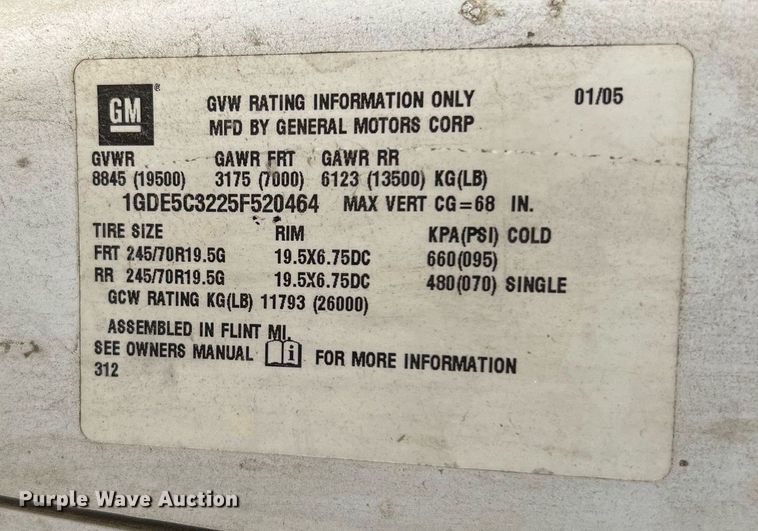 GM ® GVW RATING INFORMATION ONLY 01/05
MFD BY GENERAL MOTORS CORP
GVWR GAWR FRT GAWR RR
8845 (19500) 3175 (7000) 6123 (13500) KG(LB)
1GDE5C3225F520464 MAX VERT CG=68 IN.
TIRE SIZE RIM KPA(PSI) COLD
FRT 245/70R19.5G 19.5X6.75DC 660(095)
RR 245/70R19.5G 19.5X6.75DC 480(070) SINGLE
GCW RATING KG(LB) 11793 (26000)
ASSEMBLED IN FLINT MI.
SEE OWNERS MANUAL i FOR MORE INFORMATION
312
Purple Wave Auction